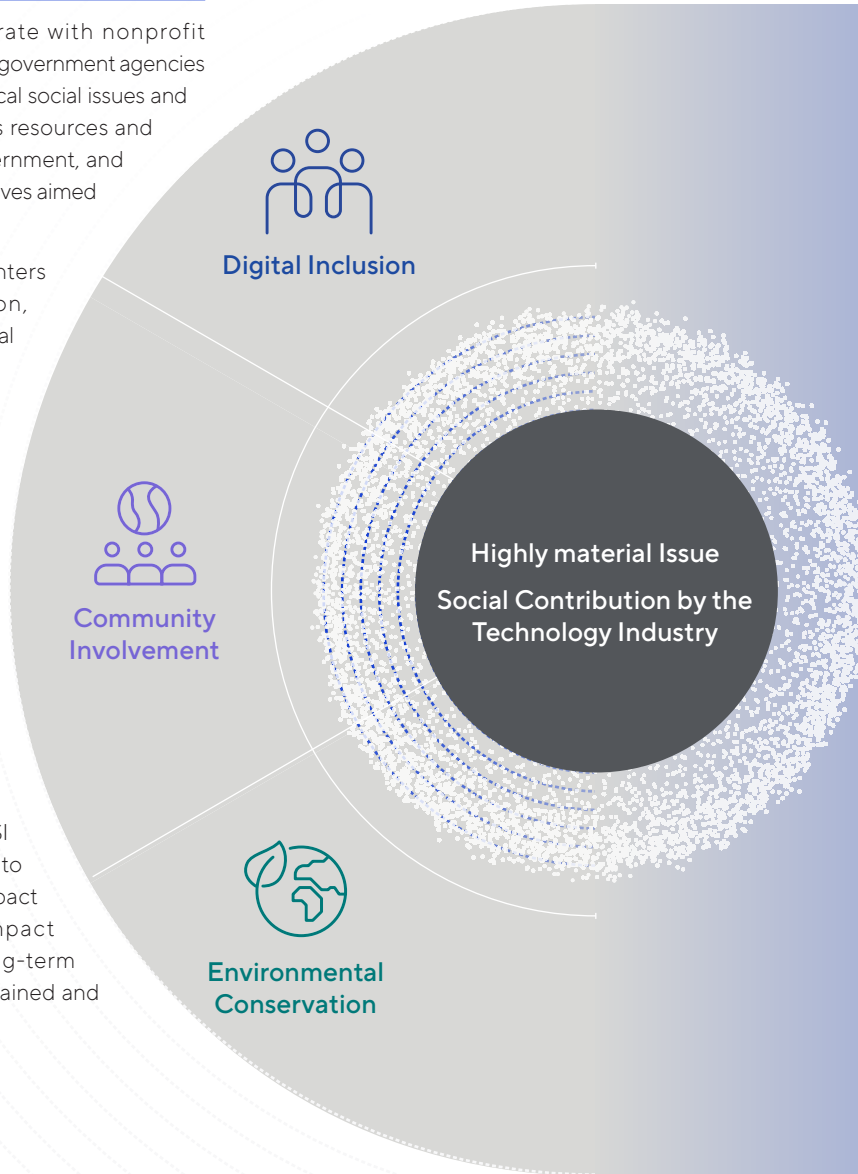 rate with nonprofit
government agencies
cal social issues and
s resources and
ernment, and
ves aimed
nters
on,
al
Digital Inclusion
Highly material Issue
Social Contribution by the
Technology Industry
Community
Involvement
SI
to
pact
mpact
g-term
ained and
Environmental
Conservation